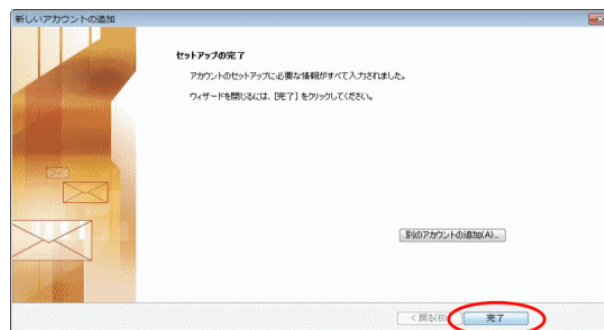 新しいアカウントの追加
セットアップの完了
アカウントのセットアップに必要な情報がすべて入力されました。
ウィザードを閉じるには、[完了] をクリックしてください。
別のアカウントの追加(A)...
< 戻る(B)
完了